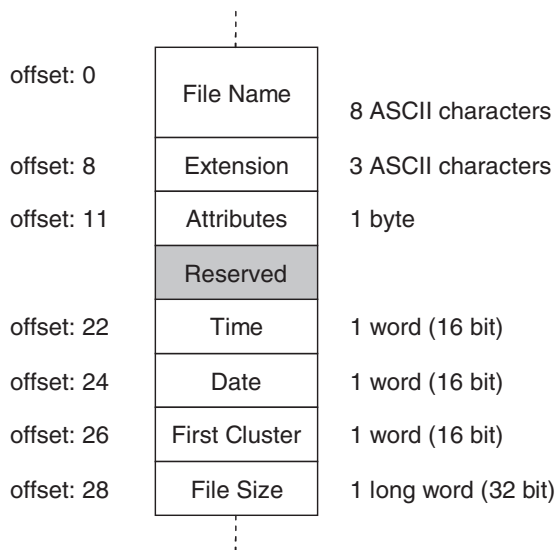 offset: 0
File Name
8 ASCII characters
offset: 8 Extension 3 ASCII characters
offset: 11 Attributes 1 byte
Reserved
offset: 22 Time 1 word (16 bit)
offset: 24 Date 1 word (16 bit)
offset: 26 First Cluster 1 word (16 bit)
offset: 28 File Size 1 long word (32 bit)